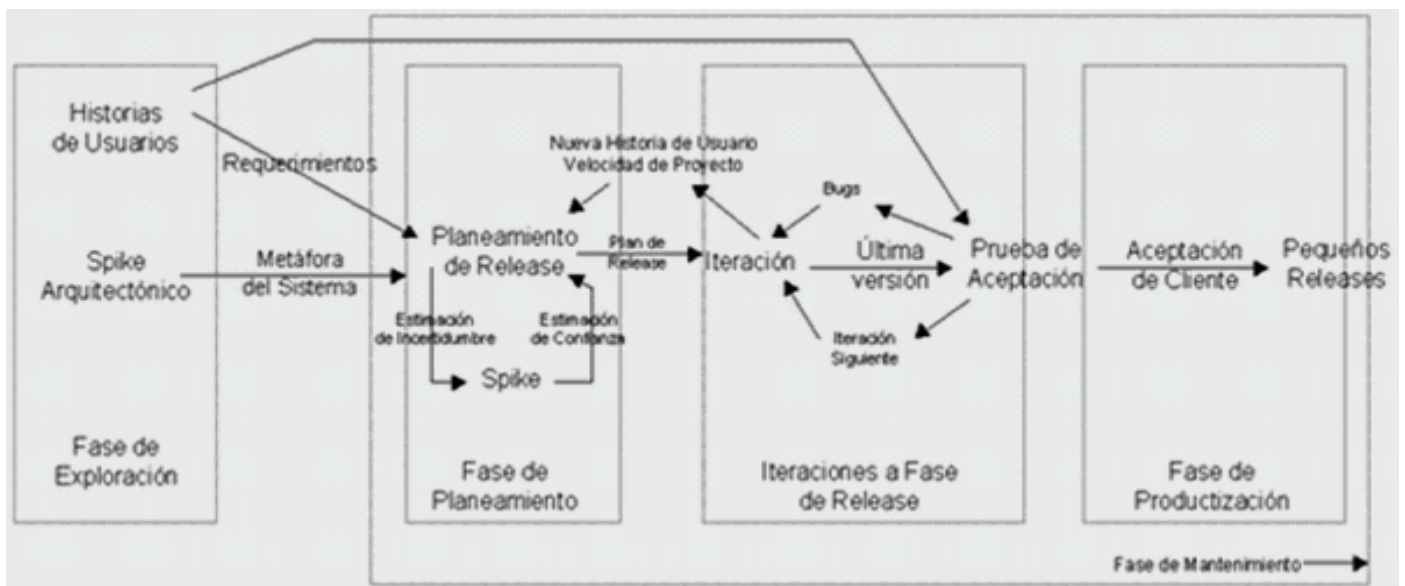 Historias
de Usuarios
Requerimientos
Spike
Arquitectónico
Metáfora
del Sistema
Fase de
Exploración
Nueva Historia de Usuario
Velocidad de Proyecto
Planeamiento
de Release
Plan de
Release
Estimación
de Incertidumbre
Estimación
de Confianza
Spike
Fase de
Planeamiento
Iteración
Bugs
Última
versión
Prueba de
Aceptación
Iteración
Siguiente
Iteraciones a Fase
de Release
Aceptación
de Cliente
Pequeños
Releases
Fase de
Productización
Fase de Mantenimiento